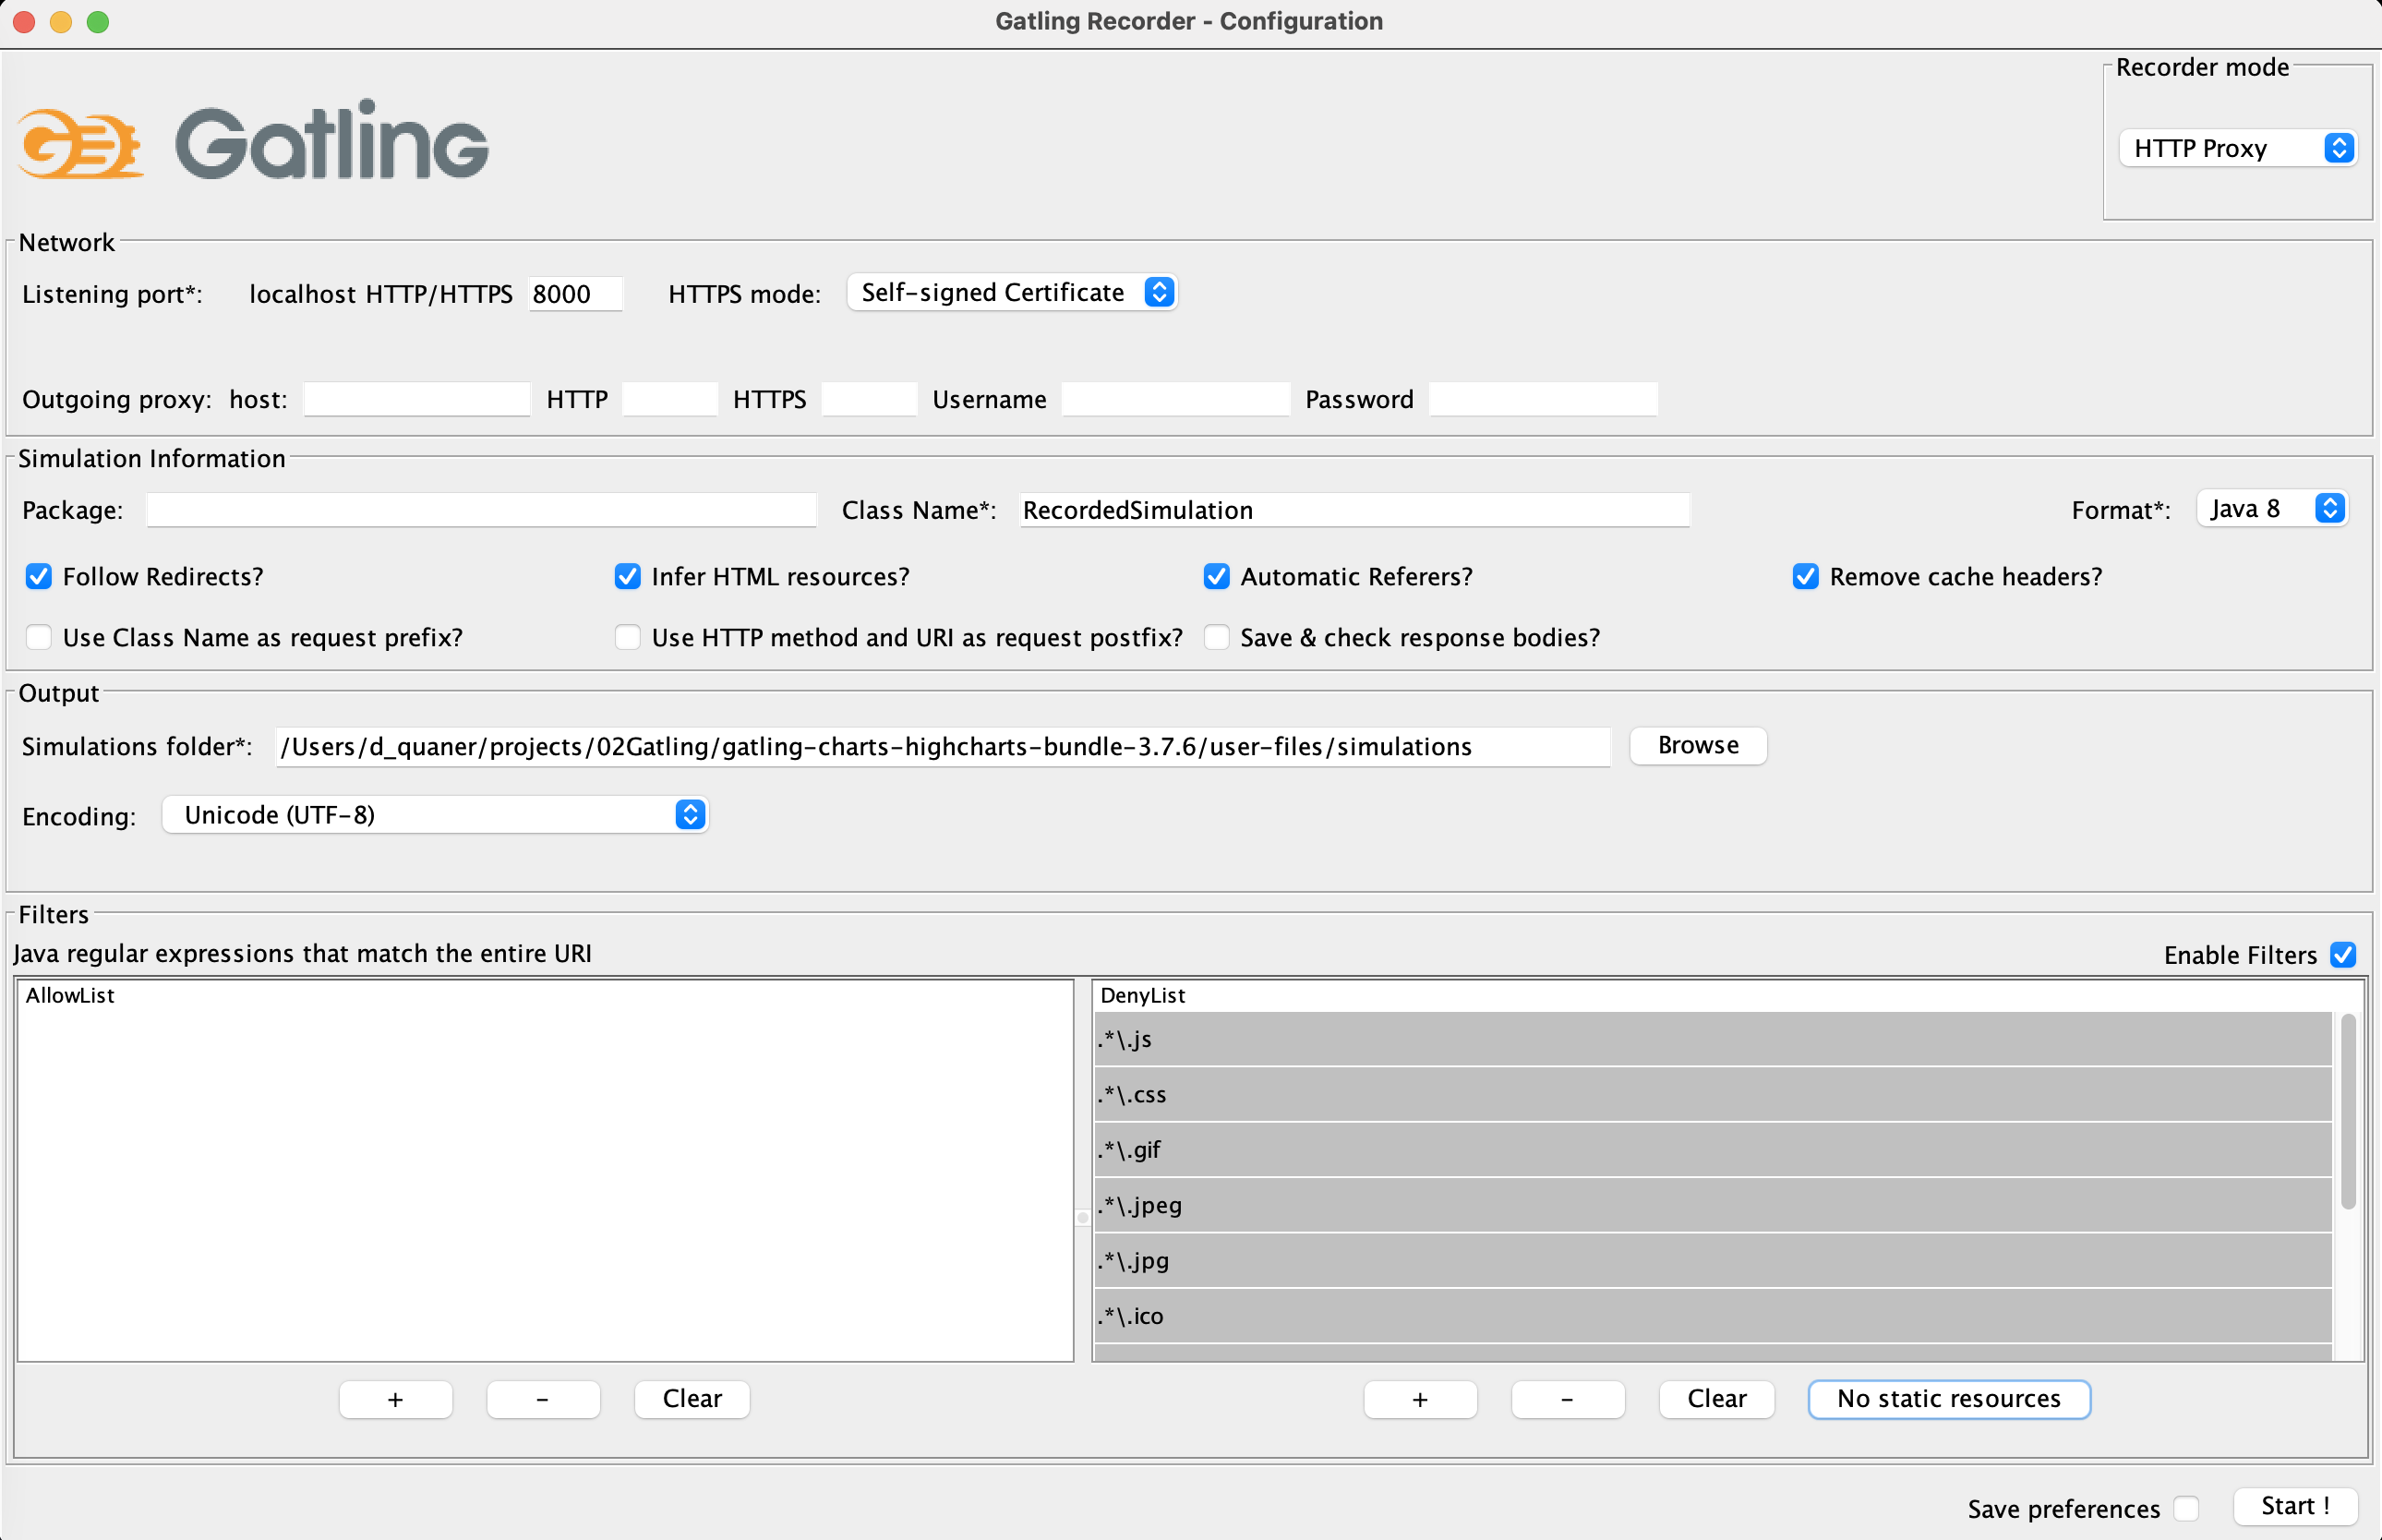 Gatling Recorder - Configuration
Gatling
Recorder mode
HTTP Proxy
Network
Listening port*: localhost HTTP/HTTPS 8000 HTTPS mode: Self-signed Certificate
Outgoing proxy: host: HTTP HTTPS Username Password
Simulation Information
Package: Class Name*: RecordedSimulation Format*: Java 8
Follow Redirects? Infer HTML resources? Automatic Referers? Remove cache headers?
Use Class Name as request prefix? Use HTTP method and URI as request postfix? Save & check response bodies?
Output
Simulations folder*: /Users/d_quaner/projects/02Gatling/gatling-charts-highcharts-bundle-3.7.6/user-files/simulations Browse
Encoding: Unicode (UTF-8)
Filters
Java regular expressions that match the entire URI Enable Filters
AllowList DenyList
.*\.js
.*\.css
.*\.gif
.*\.jpeg
.*\.jpg
.*\.ico
+ - Clear + - Clear No static resources
Save preferences Start !